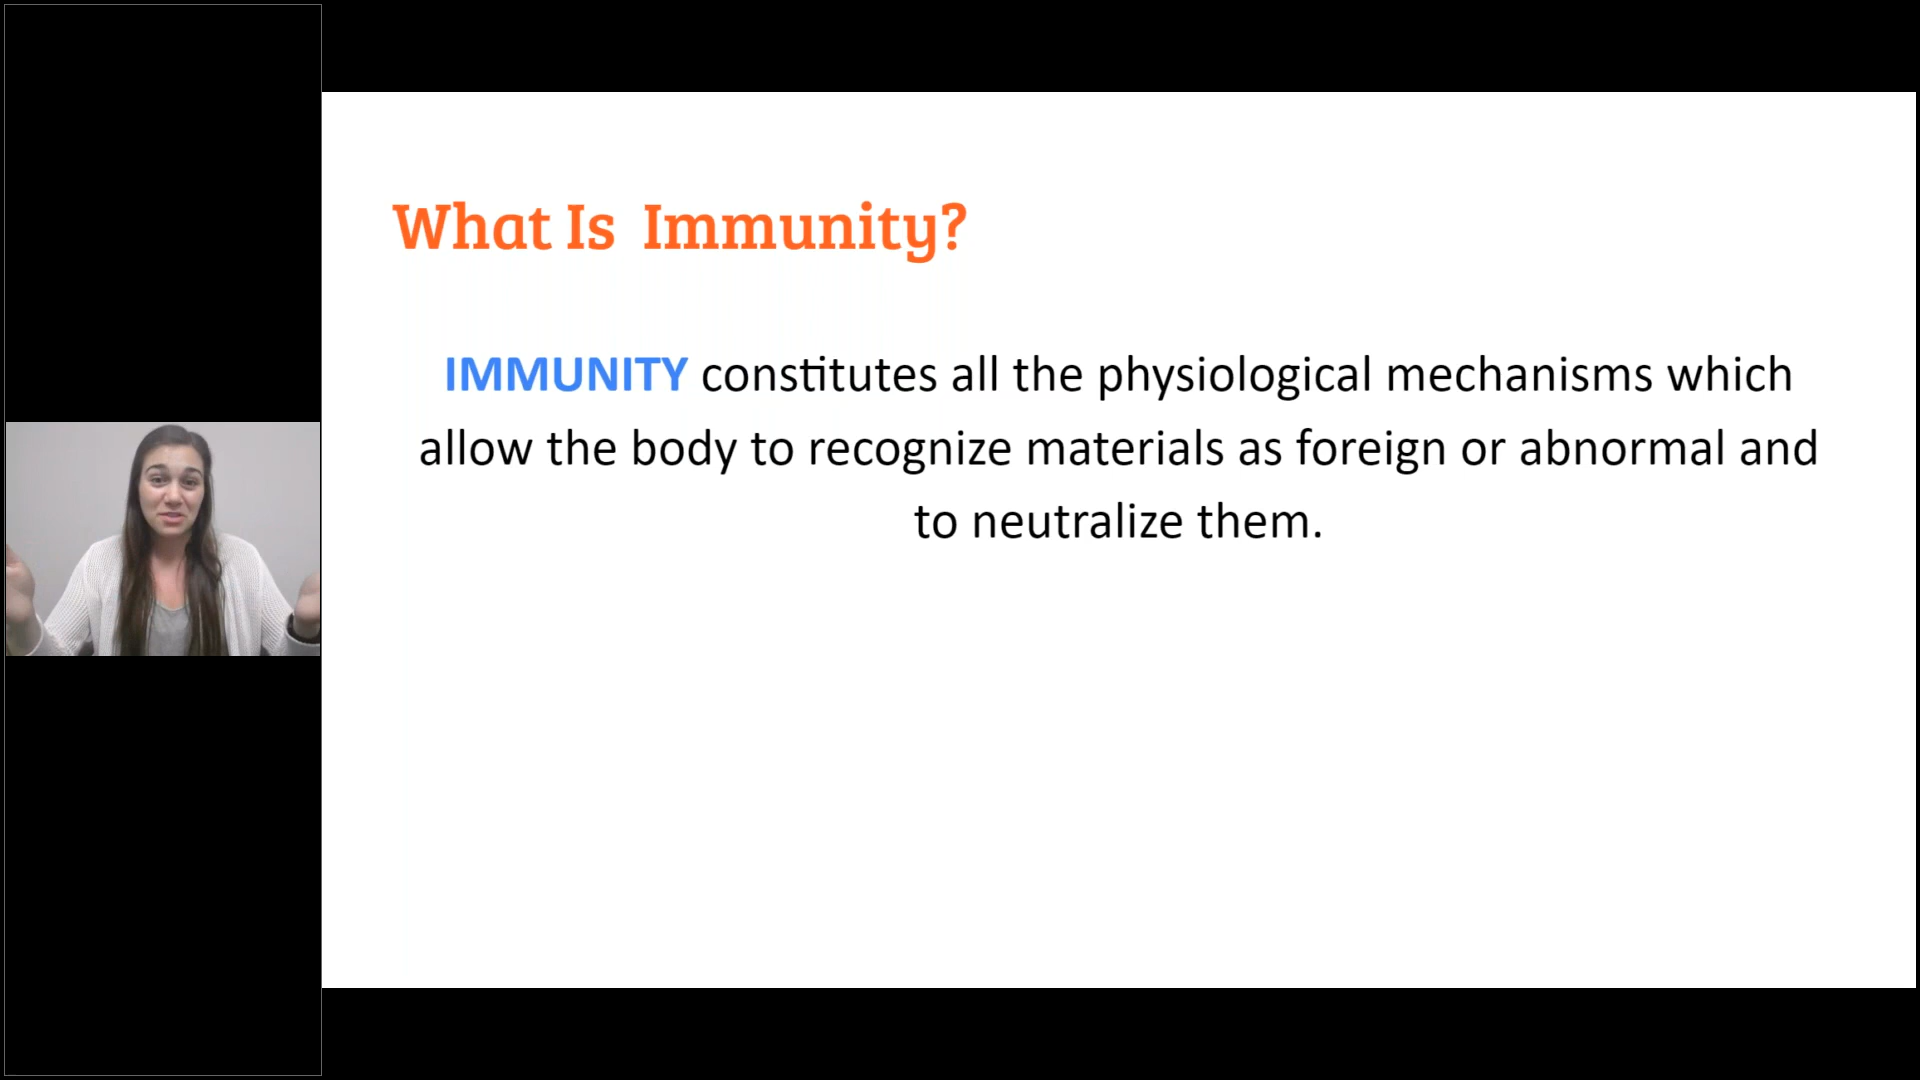 What Is Immunity?
IMMUNITY constitutes all the physiological mechanisms which
allow the body to recognize materials as foreign or abnormal and
to neutralize them.